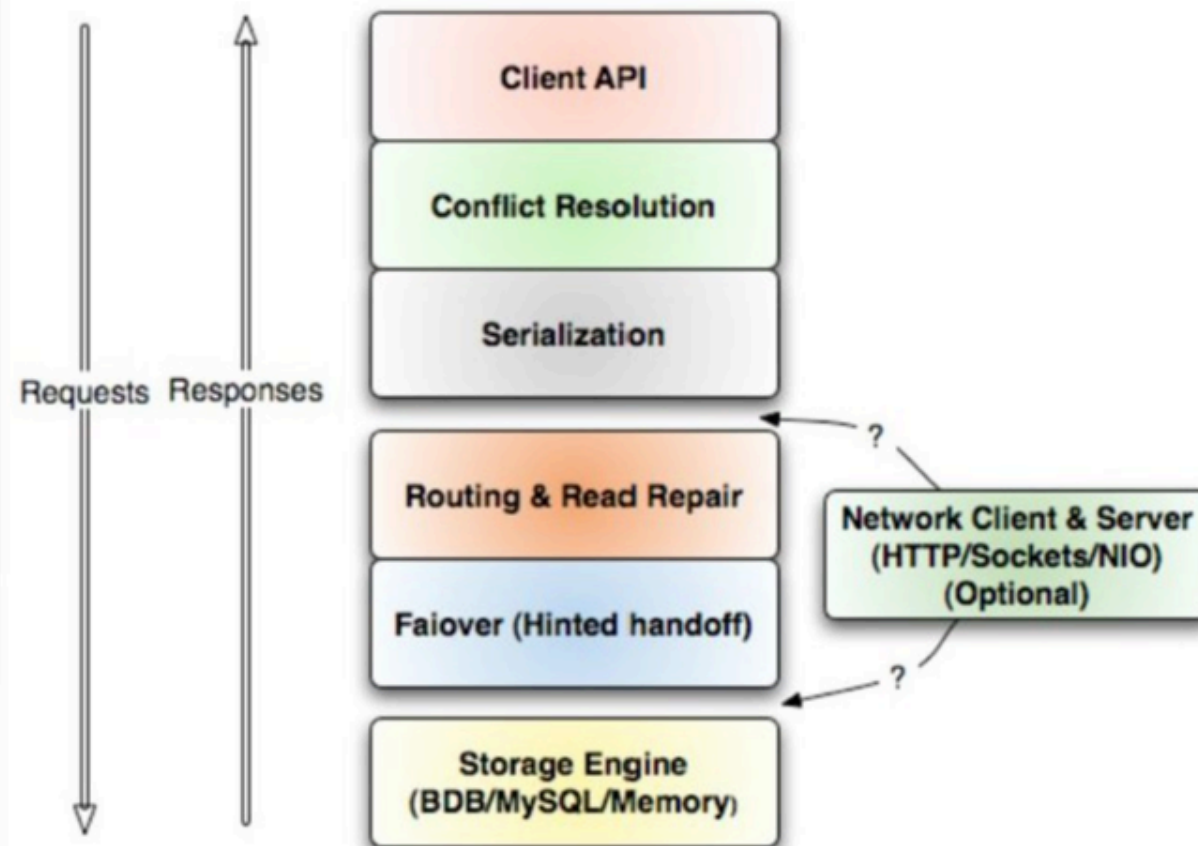 Client API
Conflict Resolution
Serialization
Requests Responses
?
Routing & Read Repair
Network Client & Server
(HTTP/Sockets/NIO)
(Optional)
Faiover (Hinted handoff)
?
Storage Engine
(BDB/MySQL/Memory)